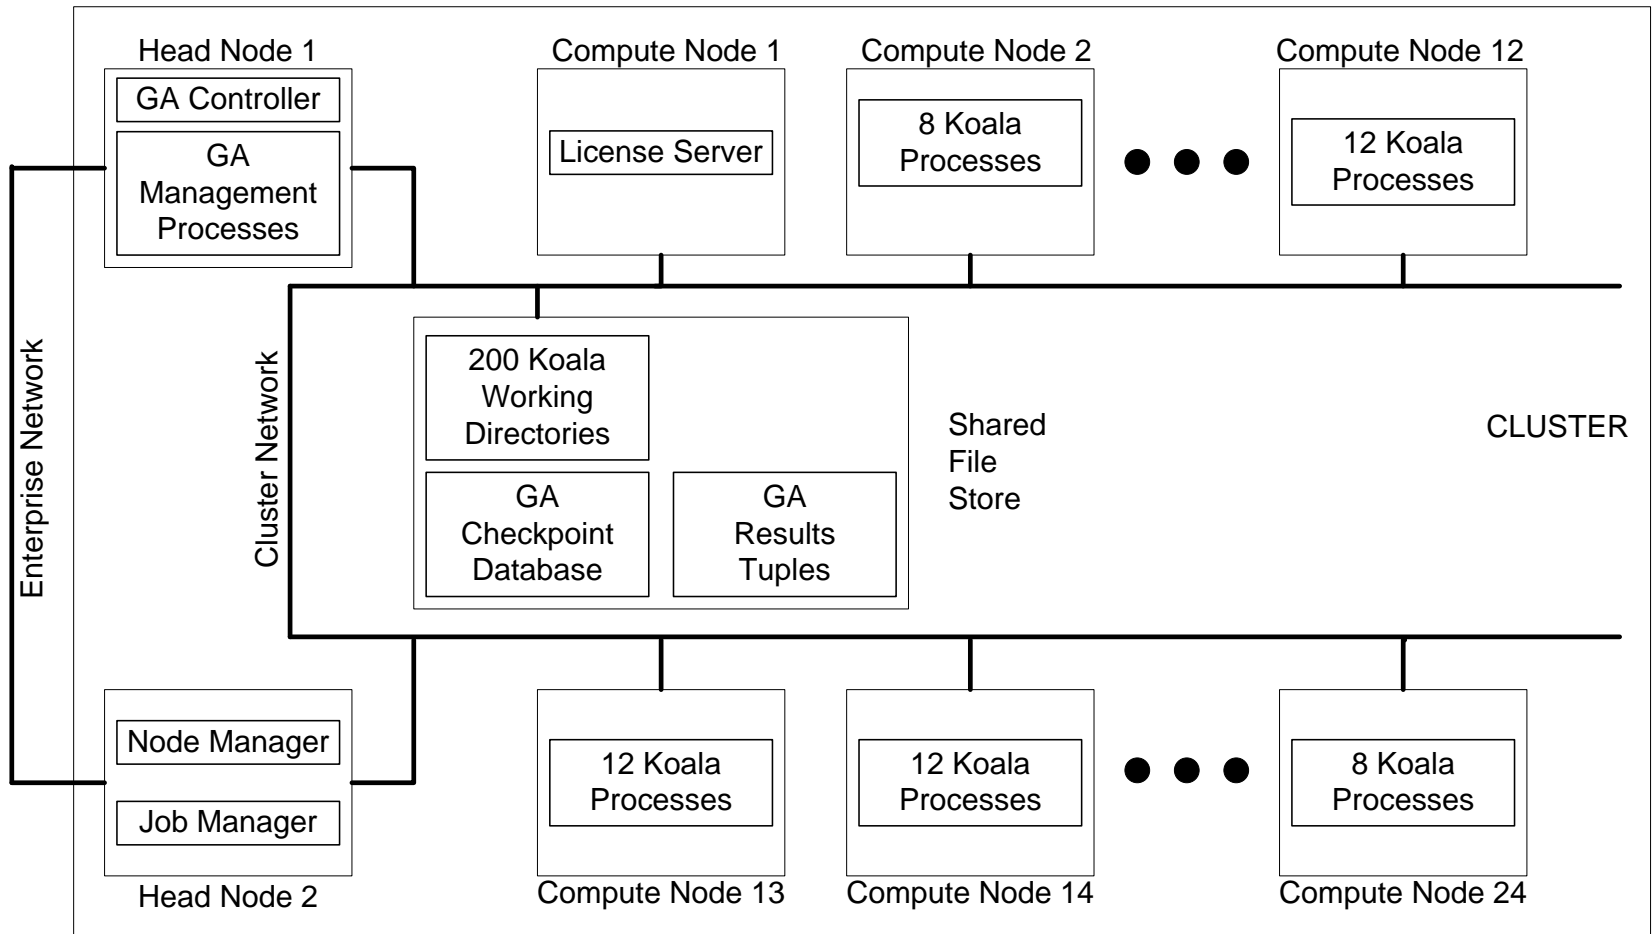 Head Node 1
GA Controller
GA
Management
Processes
Compute Node 1
License Server
Compute Node 2
8 Koala
Processes
Compute Node 12
12 Koala
Processes
Enterprise Network
Cluster Network
200 Koala
Working
Directories
GA
Checkpoint
Database
GA
Results
Tuples
Shared
File
Store
CLUSTER
Node Manager
Job Manager
Head Node 2
12 Koala
Processes
Compute Node 13
12 Koala
Processes
Compute Node 14
8 Koala
Processes
Compute Node 24